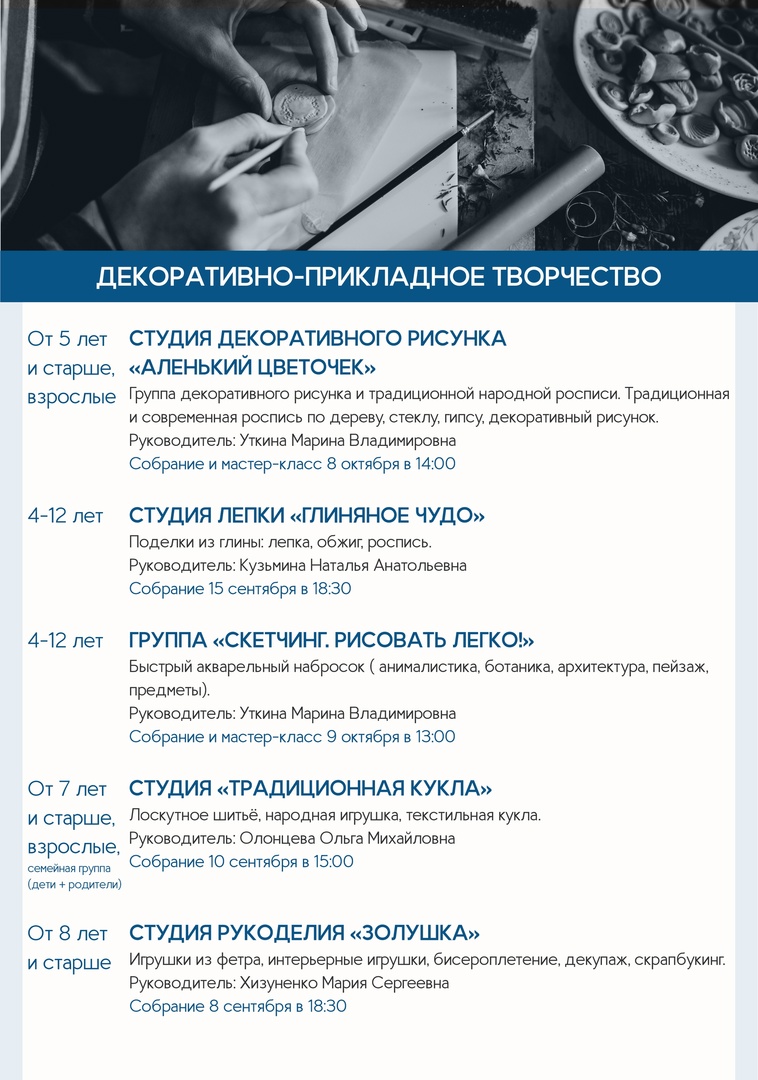 ДЕКОРАТИВНО-ПРИКЛАДНОЕ ТВОРЧЕСТВО
От 5 лет
и старше,
взрослые
СТУДИЯ ДЕКОРАТИВНОГО РИСУНКА
«АЛЕНЬКИЙ ЦВЕТОЧЕК»
Группа декоративного рисунка и традиционной народной росписи. Традиционная
и современная роспись по дереву, стеклу, гипсу, декоративный рисунок.
Руководитель: Уткина Марина Владимировна
Собрание и мастер-класс 8 октября в 14:00
4-12 лет
СТУДИЯ ЛЕПКИ «ГЛИНЯНОЕ ЧУДО»
Поделки из глины: лепка, обжиг, роспись.
Руководитель: Кузьмина Наталья Анатольевна
Собрание 15 сентября в 18:30
4-12 лет
ГРУППА «СКЕТЧИНГ. РИСОВАТЬ ЛЕГКО!»
Быстрый акварельный набросок ( анималистика, ботаника, архитектура, пейзаж,
предметы).
Руководитель: Уткина Марина Владимировна
Собрание и мастер-класс 9 октября в 13:00
От 7 лет
и старше,
взрослые,
семейная группа
(дети + родители)
СТУДИЯ «ТРАДИЦИОННАЯ КУКЛА»
Лоскутное шитьё, народная игрушка, текстильная кукла.
Руководитель: Олонцева Ольга Михайловна
Собрание 10 сентября в 15:00
От 8 лет
и старше
СТУДИЯ РУКОДЕЛИЯ «ЗОЛУШКА»
Игрушки из фетра, интерьерные игрушки, бисероплетение, декупаж, скрапбукинг.
Руководитель: Хизуненко Мария Сергеевна
Собрание 8 сентября в 18:30